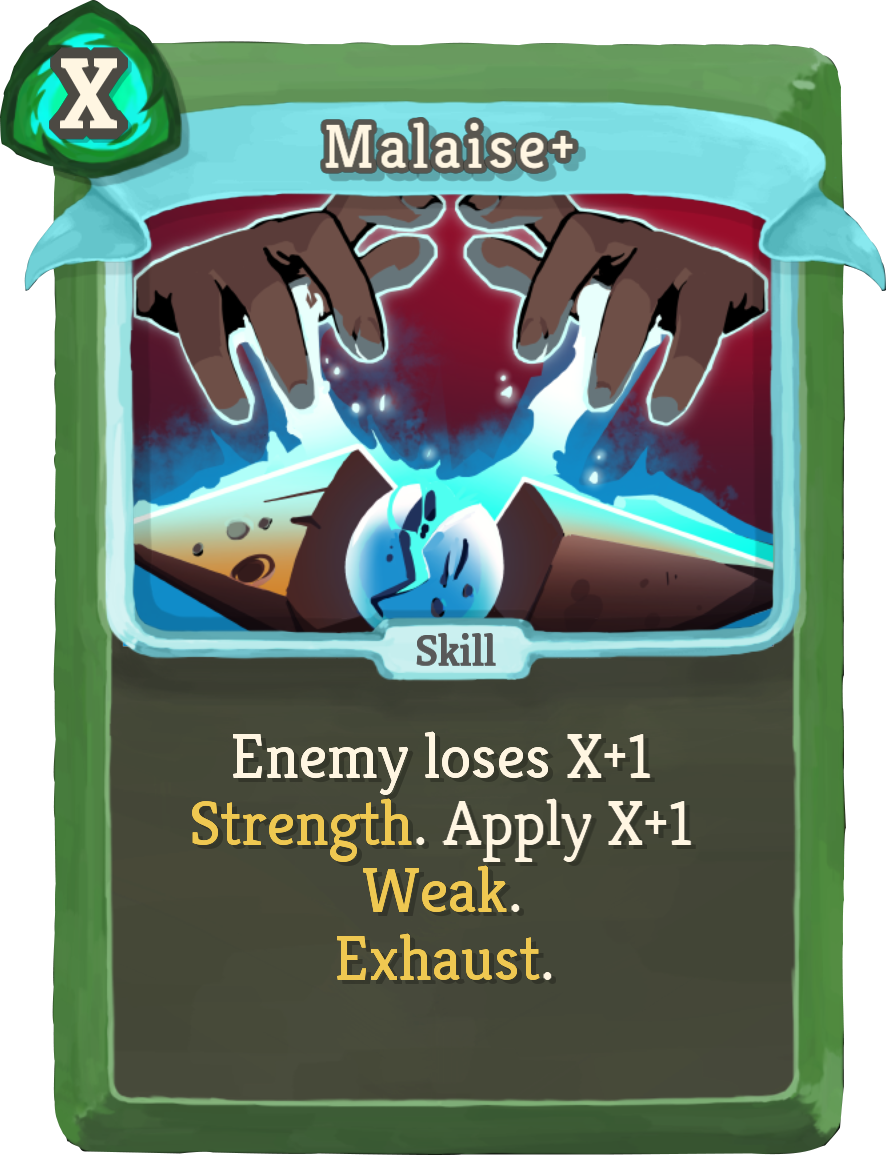 X
Malaise+
Skill
Enemy loses X+1
Strength. Apply X+1
Weak.
Exhaust.